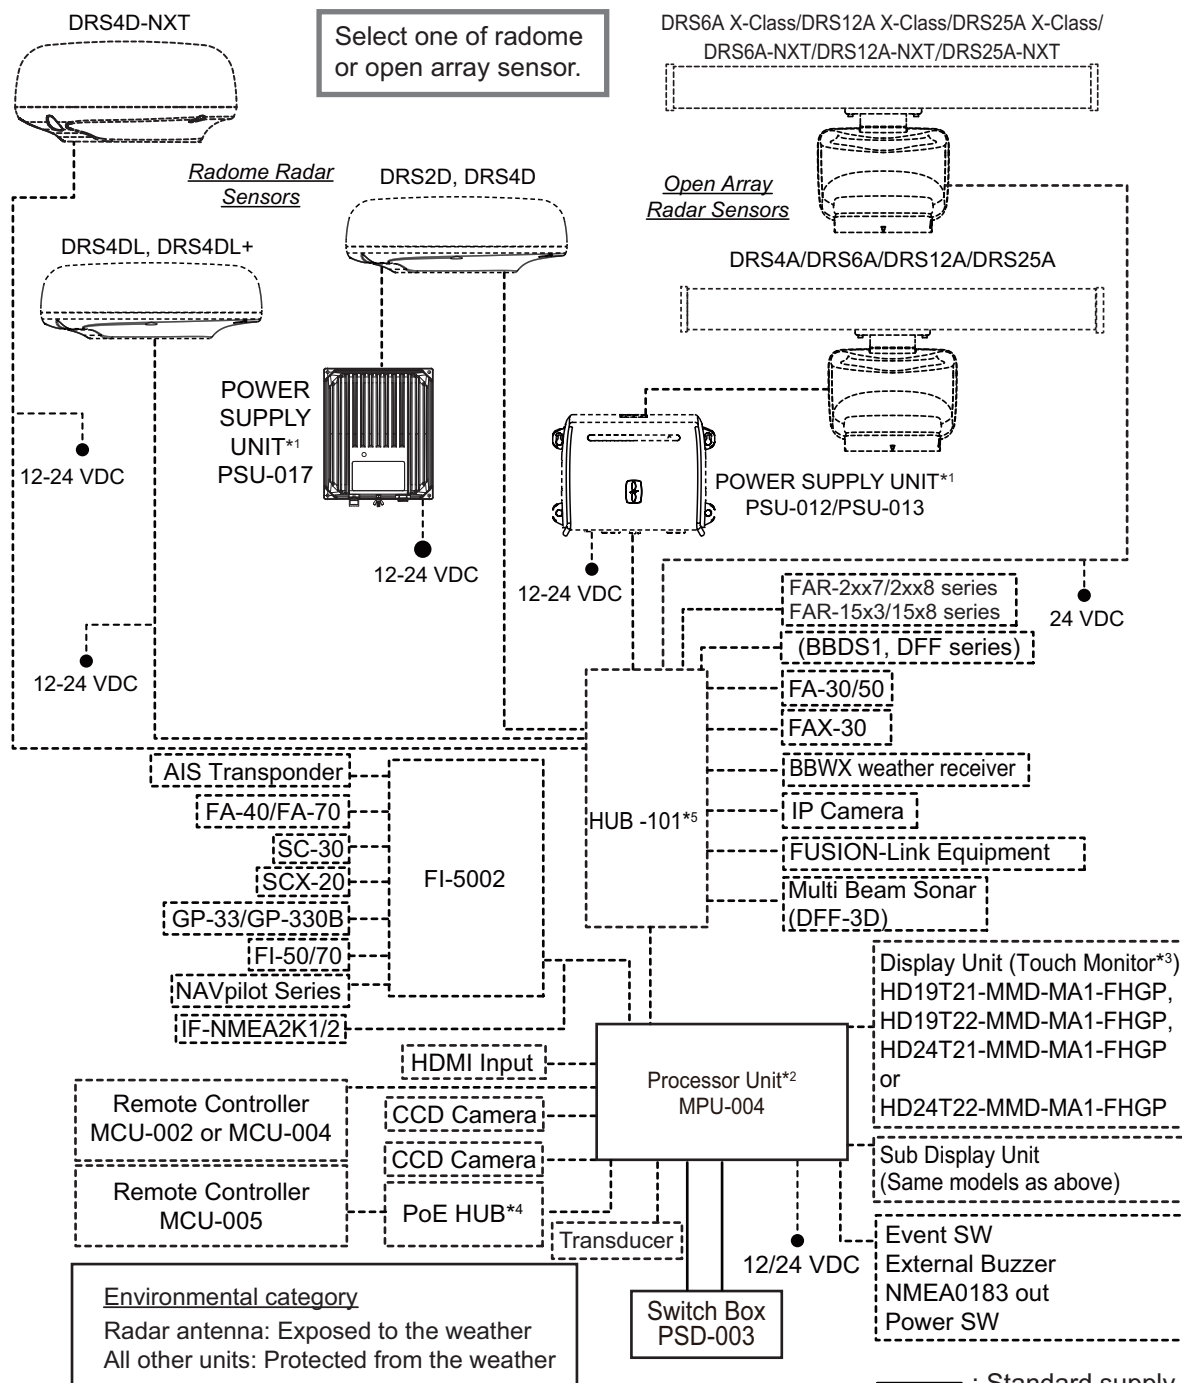 DRS4D-NXT
Select one of radome
or open array sensor.
DRS6A X-Class/DRS12A X-Class/DRS25A X-Class/
DRS6A-NXT/DRS12A-NXT/DRS25A-NXT
Radome Radar
Sensors
DRS2D, DRS4D
Open Array
Radar Sensors
DRS4DL, DRS4DL+
DRS4A/DRS6A/DRS12A/DRS25A
POWER
SUPPLY
UNIT*1
PSU-017
12-24 VDC
POWER SUPPLY UNIT*1
PSU-012/PSU-013
12-24 VDC
12-24 VDC
24 VDC
12-24 VDC
FAR-2xx7/2xx8 series
FAR-15x3/15x8 series
(BBDS1, DFF series)
FA-30/50
FAX-30
BBWX weather receiver
IP Camera
FUSION-Link Equipment
Multi Beam Sonar
(DFF-3D)
HUB -101*5
AIS Transponder
FA-40/FA-70
SC-30
SCX-20
GP-33/GP-330B
FI-50/70
NAVpilot Series
IF-NMEA2K1/2
FI-5002
Display Unit (Touch Monitor*3)
HD19T21-MMD-MA1-FHGP,
HD19T22-MMD-MA1-FHGP,
HD24T21-MMD-MA1-FHGP
or
HD24T22-MMD-MA1-FHGP
Processor Unit*2
MPU-004
HDMI Input
Remote Controller
MCU-002 or MCU-004
CCD Camera
CCD Camera
Sub Display Unit
(Same models as above)
Remote Controller
MCU-005
PoE HUB*4
Transducer
12/24 VDC
Event SW
External Buzzer
NMEA0183 out
Power SW
Switch Box
PSD-003
Environmental category
Radar antenna: Exposed to the weather
All other units: Protected from the weather
: Standard supply